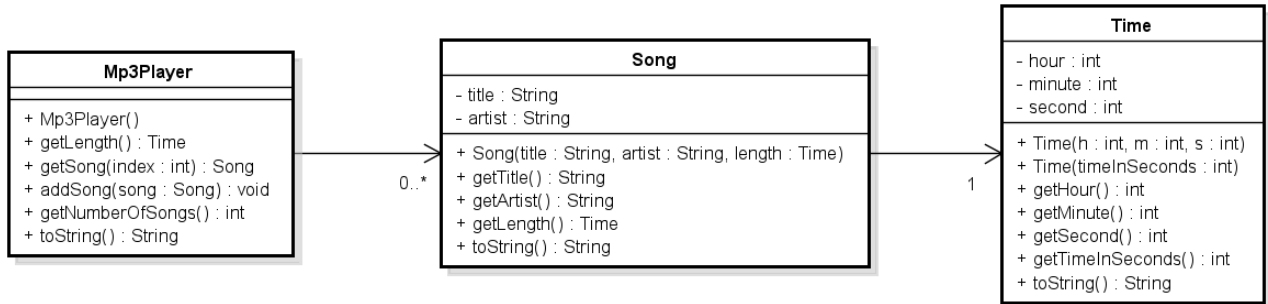 Mp3Player
+ Mp3Player()
+ getLength() : Time
+ getSong(index : int) : Song
+ addSong(song : Song) : void
+ getNumberOfSongs() : int
+ toString() : String
0..*
Song
- title : String
- artist : String
+ Song(title : String, artist : String, length : Time)
+ getTitle() : String
+ getArtist() : String
+ getLength() : Time
+ toString() : String
1
Time
- hour : int
- minute : int
- second : int
+ Time(h : int, m : int, s : int)
+ Time(timeInSeconds : int)
+ getHour() : int
+ getMinute() : int
+ getSecond() : int
+ getTimeInSeconds() : int
+ toString() : String